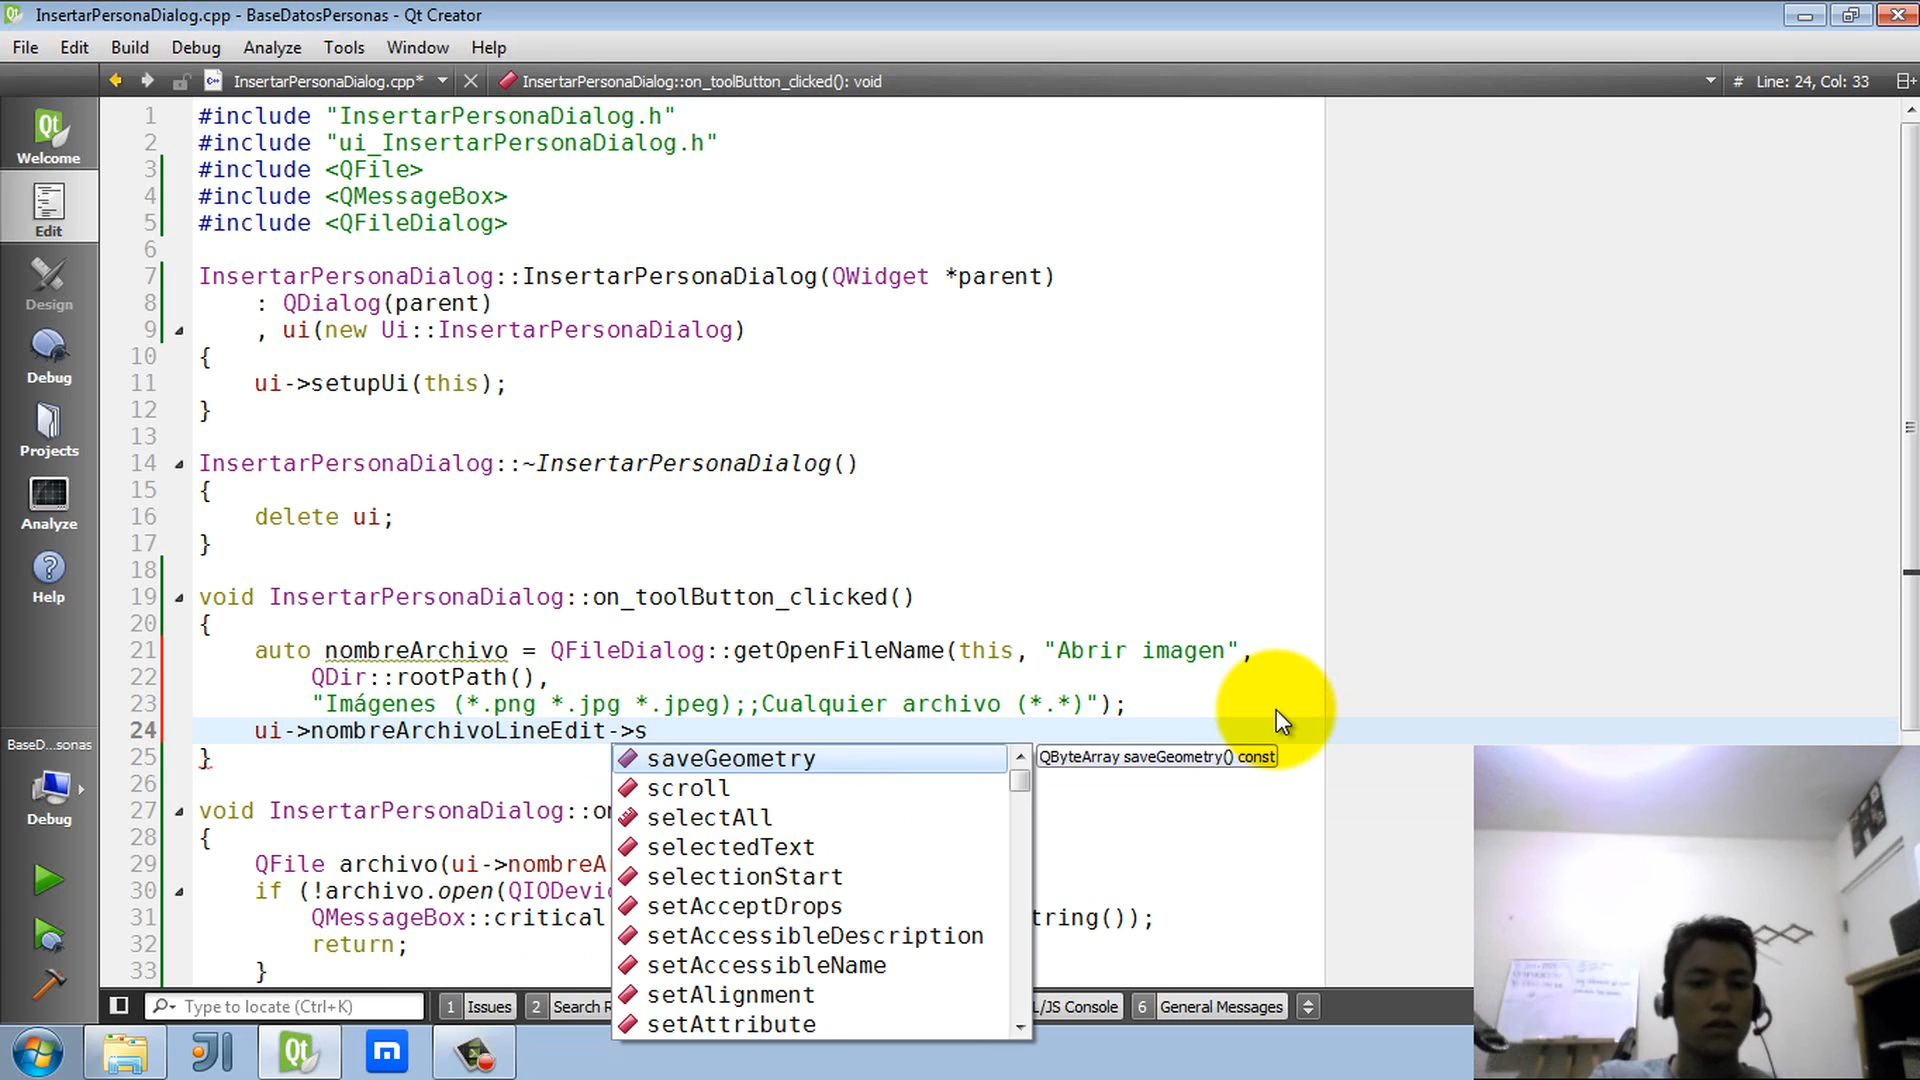 InsertarPersonaDialog.cpp - BaseDatosPersonas - Qt Creator
File Edit Build Debug Analyze Tools Window Help
InsertarPersonaDialog.cpp* InsertarPersonaDialog::on_toolButton_clicked(): void # Line: 24, Col: 33
Welcome
Edit
Design
Debug
Projects
Analyze
Help
BaseD...sonas
Debug
1 #include "InsertarPersonaDialog.h"
2 #include "ui_InsertarPersonaDialog.h"
3 #include <QFile>
4 #include <QMessageBox>
5 #include <QFileDialog>
6
7 InsertarPersonaDialog::InsertarPersonaDialog(QWidget *parent)
8 : QDialog(parent)
9 , ui(new Ui::InsertarPersonaDialog)
10 {
11 ui->setupUi(this);
12 }
13
14 InsertarPersonaDialog::~InsertarPersonaDialog()
15 {
16 delete ui;
17 }
18
19 void InsertarPersonaDialog::on_toolButton_clicked()
20 {
21 auto nombreArchivo = QFileDialog::getOpenFileName(this, "Abrir imagen",
22 QDir::rootPath(),
23 "Imágenes (*.png *.jpg *.jpeg);;Cualquier archivo (*.*)");
24 ui->nombreArchivoLineEdit->s
25 }
26
27 void InsertarPersonaDialog::on
28 {
29 QFile archivo(ui->nombreA
30 if (!archivo.open(QIODevic
31 QMessageBox::critical tring());
32 return;
33 }
saveGeometry
scroll
selectAll
selectedText
selectionStart
setAcceptDrops
setAccessibleDescription
setAccessibleName
setAlignment
setAttribute
QByteArray saveGeometry() const
Type to locate (Ctrl+K) 1 Issues 2 Search R L/JS Console 6 General Messages